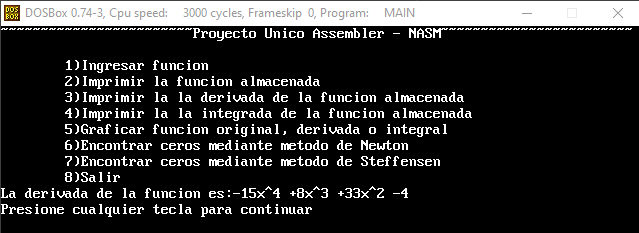 DOSBox 0.74-3, Cpu speed: 3000 cycles, Frameskip 0, Program: MAIN
~~~~~~~~~~~~~~~~~~~~~~~~Proyecto Unico Assembler - NASM~~~~~~~~~~~~~~~~~~~~~~~~
1)Ingresar funcion
2)Imprimir la funcion almacenada
3)Imprimir la la derivada de la funcion almacenada
4)Imprimir la la integrada de la funcion almacenada
5)Graficar funcion original, derivada o integral
6)Encontrar ceros mediante metodo de Newton
7)Encontrar ceros mediante metodo de Steffensen
8)Salir
La derivada de la funcion es:-15x^4 +8x^3 +33x^2 -4
Presione cualquier tecla para continuar